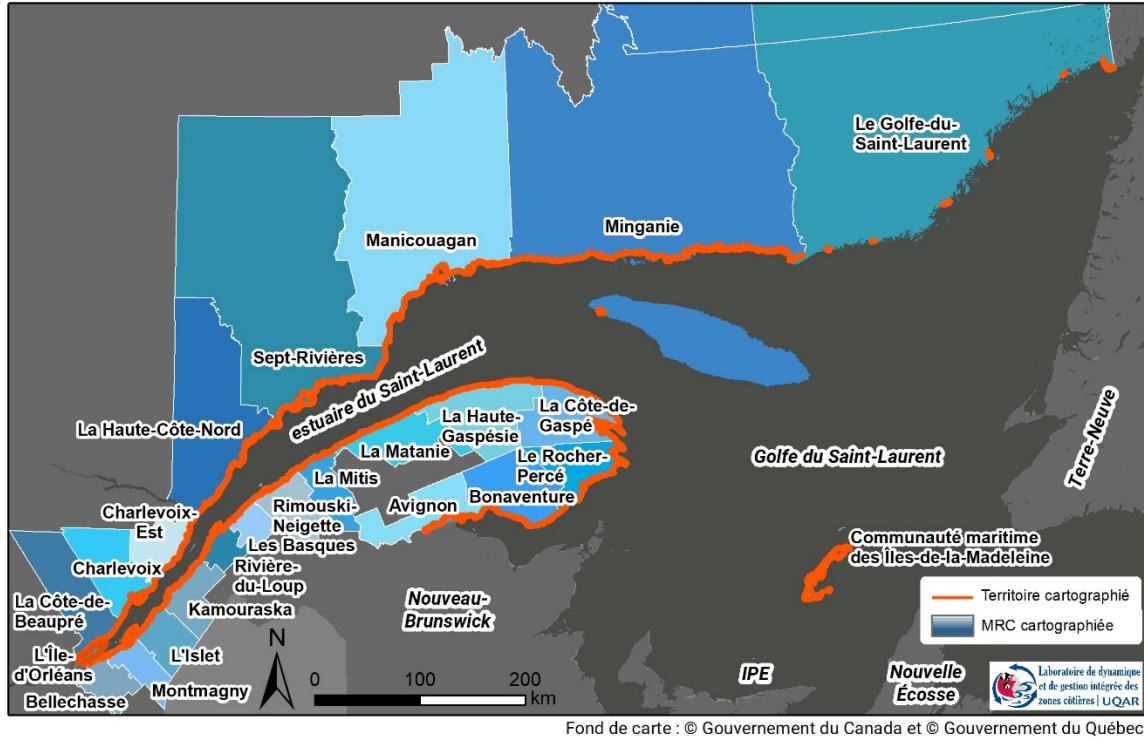 Le Golfe-du-
Saint-Laurent
Minganie
Manicouagan
Sept-Rivières
estuaire du Saint-Laurent
La Haute-Côte-Nord
La Côte-de-
Gaspé
La Haute-
Gaspésie
La Matanie
Le Rocher-
Percé
Golfe du Saint-Laurent
Terre-Neuve
La Mitis
Bonaventure
Avignon
Rimouski-
Neigette
Charlevoix-
Est
Les Basques
Communauté maritime
des Îles-de-la-Madeleine
Charlevoix
Rivière-
du-Loup
La Côte-de-
Beaupré
Kamouraska
Nouveau-
Brunswick
L'Île-
d'Orléans
L'Islet
Montmagny
Bellechasse
N
0 100 200
km
IPE
Nouvelle
Écosse
Territoire cartographié
MRC cartographiée
Laboratoire de dynamique
et de gestion intégrée des
zones côtières | UQAR
Fond de carte : © Gouvernement du Canada et © Gouvernement du Québec